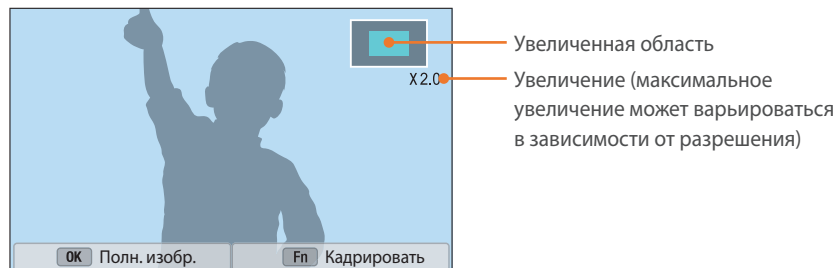 Увеличенная область
X 2.0
Увеличение (максимальное
увеличение может варьироваться
в зависимости от разрешения)
OK Полн. изобр.
Fn Кадрировать